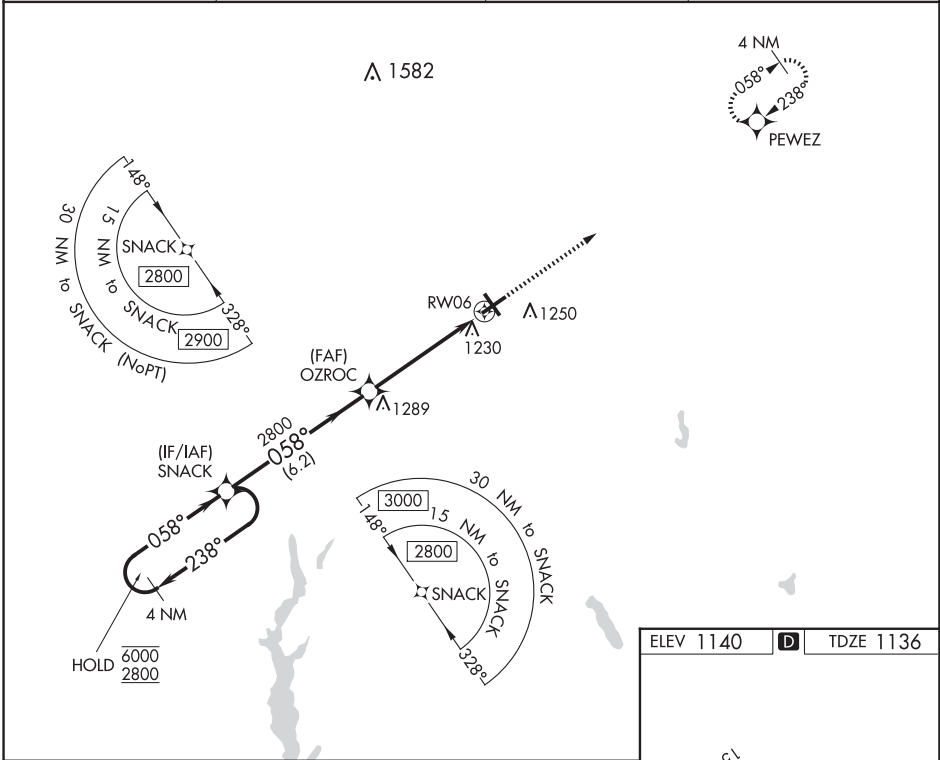 1582
4 NM
058°
238°
PEWEZ
148°
30 NM to SNACK (NoPT)
15 NM to SNACK
SNACK
2800
2900
328°
RW06
1250
1230
(FAF)
OZROC
1289
2800
058°
(6.2)
(IF/IAF)
SNACK
058°
238°
4 NM
HOLD 6000
2800
30 NM to SNACK
3000
15 NM to SNACK
148°
2800
SNACK
328°
ELEV 1140 D TDZE 1136